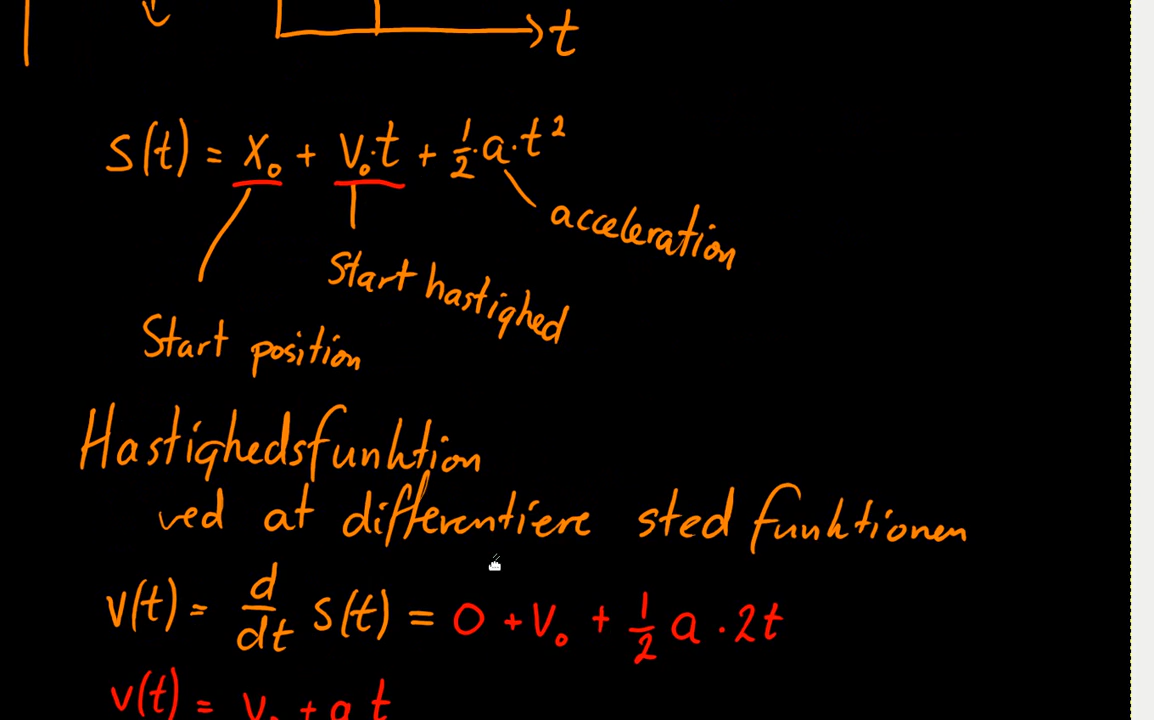 t
s(t) = x₀ + v₀·t + ½·a·t²
acceleration
Start hastighed
Start position
Hastighedsfunktion
ved at differentiere sted funktionen
v(t) = d/dt s(t) = 0 + v₀ + ½ a · 2t
v(t) = v₀ + a t